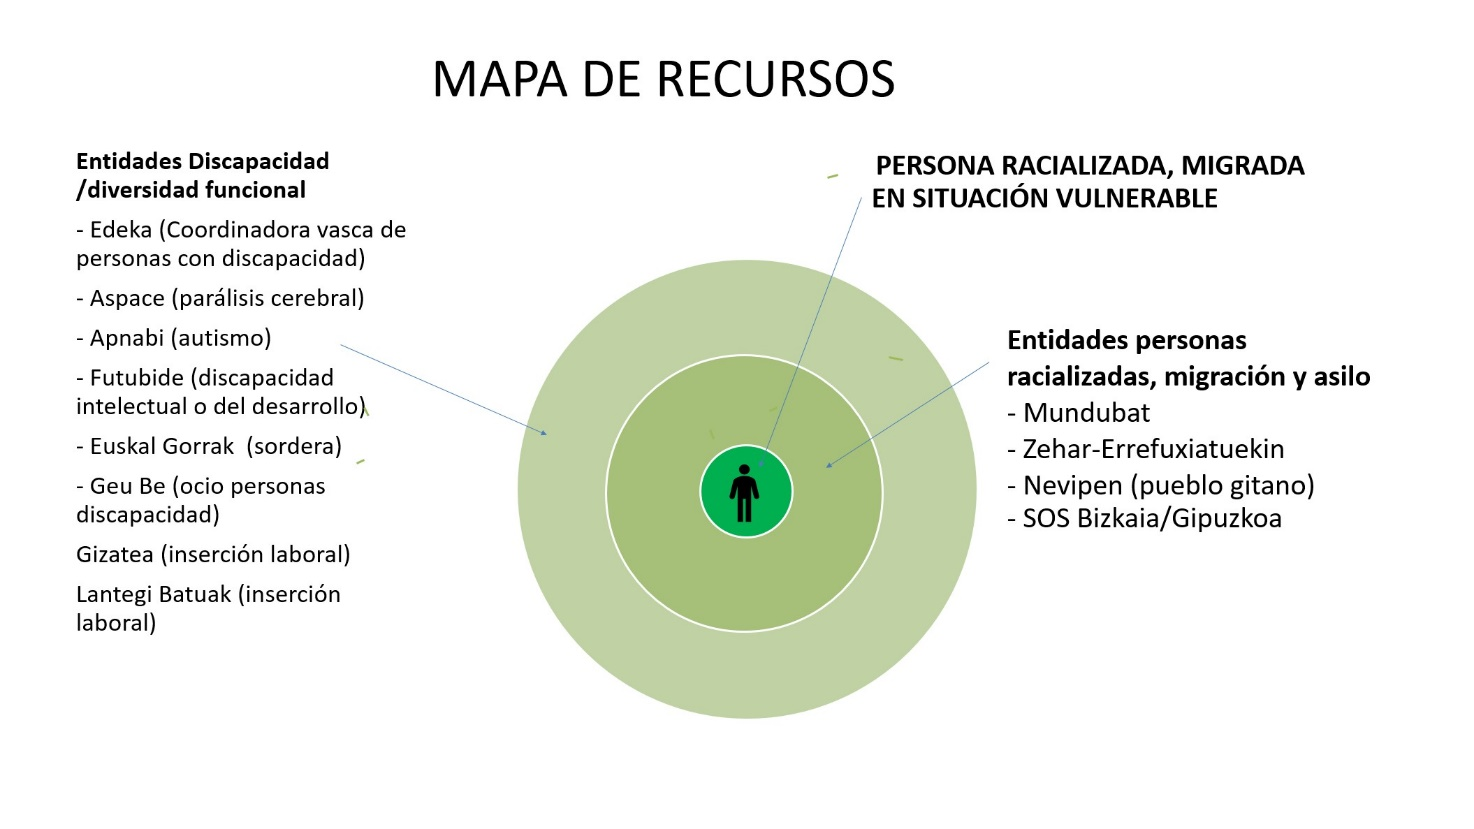 MAPA DE RECURSOS
Entidades Discapacidad
/diversidad funcional
- Edeka (Coordinadora vasca de
personas con discapacidad)
- Aspace (parálisis cerebral)
- Apnabi (autismo)
- Futubide (discapacidad
intelectual o del desarrollo)
- Euskal Gorrak  (sordera)
- Geu Be (ocio personas
discapacidad)
Gizatea (inserción laboral)
Lantegi Batuak (inserción
laboral)
PERSONA RACIALIZADA, MIGRADA
EN SITUACIÓN VULNERABLE
Entidades personas
racializadas, migración y asilo
- Mundubat
- Zehar-Errefuxiatuekin
- Nevipen (pueblo gitano)
- SOS Bizkaia/Gipuzkoa